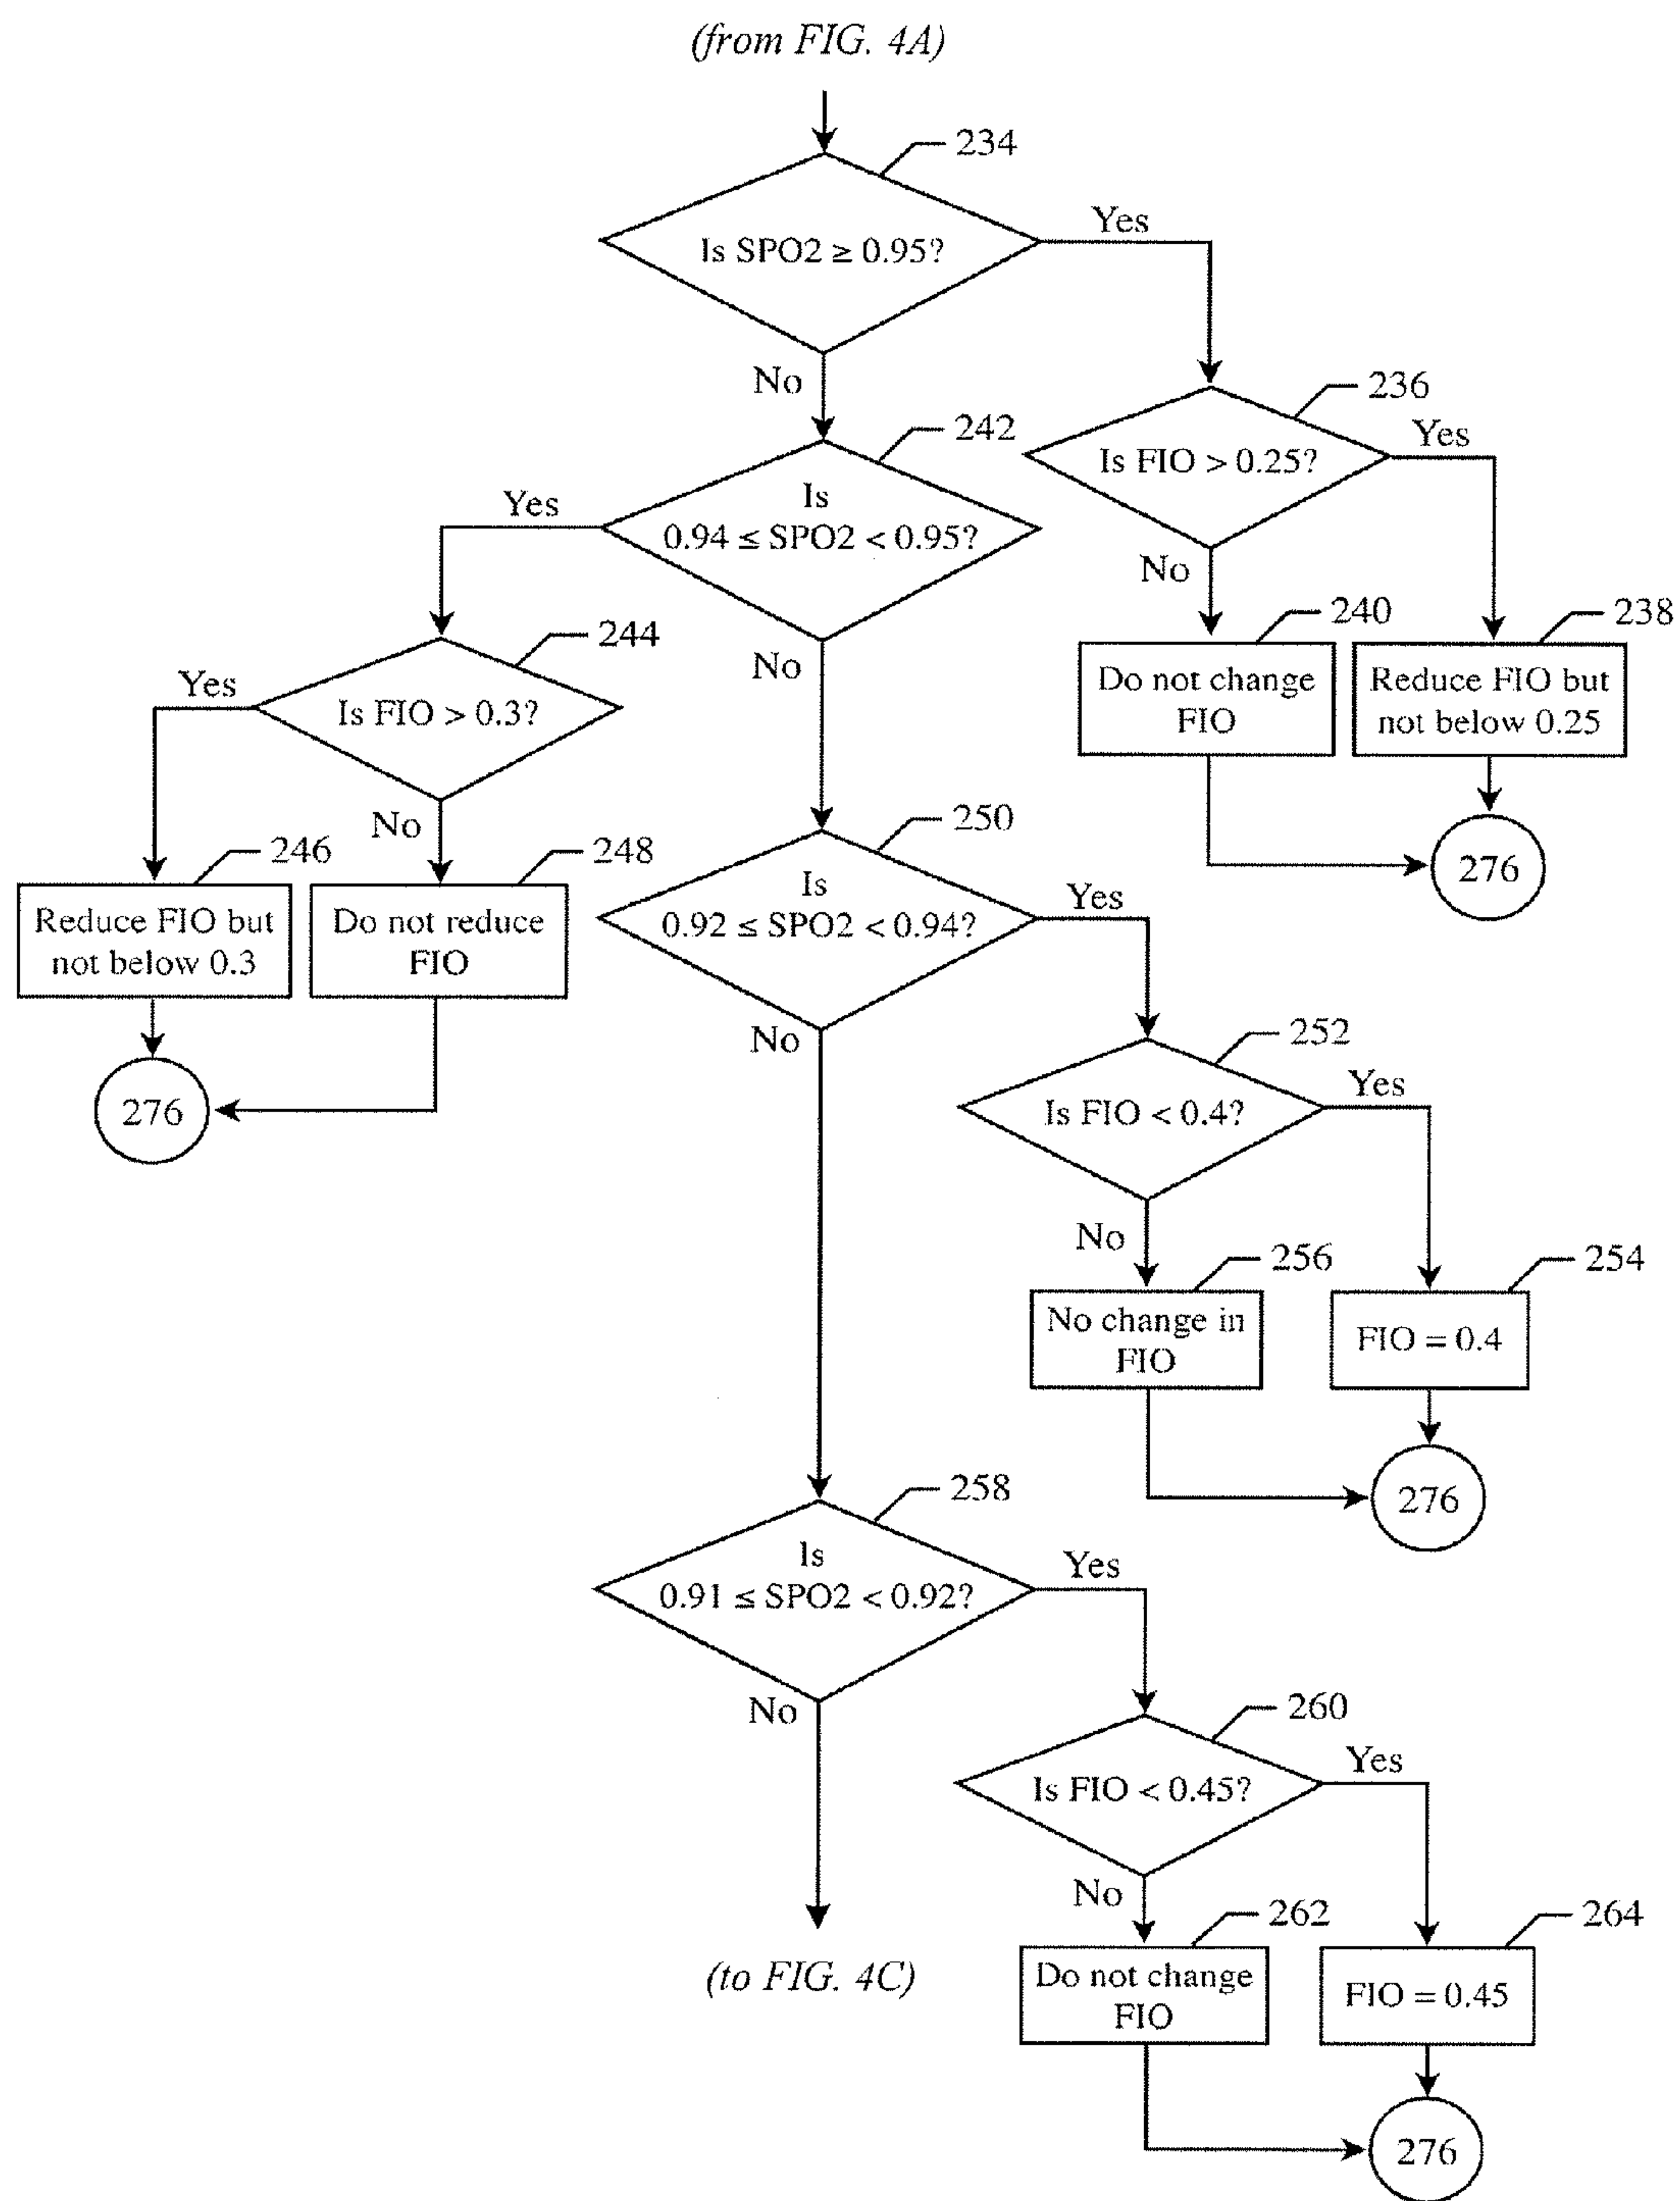 (from FIG. 4A)
234
Is SPO2 ≥ 0.95?
Yes
No
236
Is FIO > 0.25?
Yes
No
240
Do not change
FIO
238
Reduce FIO but
not below 0.25
276
242
Is
0.94 ≤ SPO2 < 0.95?
Yes
No
244
Is FIO > 0.3?
Yes
No
246
Reduce FIO but
not below 0.3
248
Do not reduce
FIO
276
250
Is
0.92 ≤ SPO2 < 0.94?
Yes
No
252
Is FIO < 0.4?
Yes
No
256
No change in
FIO
254
FIO = 0.4
276
258
Is
0.91 ≤ SPO2 < 0.92?
Yes
No
260
Is FIO < 0.45?
Yes
No
262
Do not change
FIO
264
FIO = 0.45
276
(to FIG. 4C)